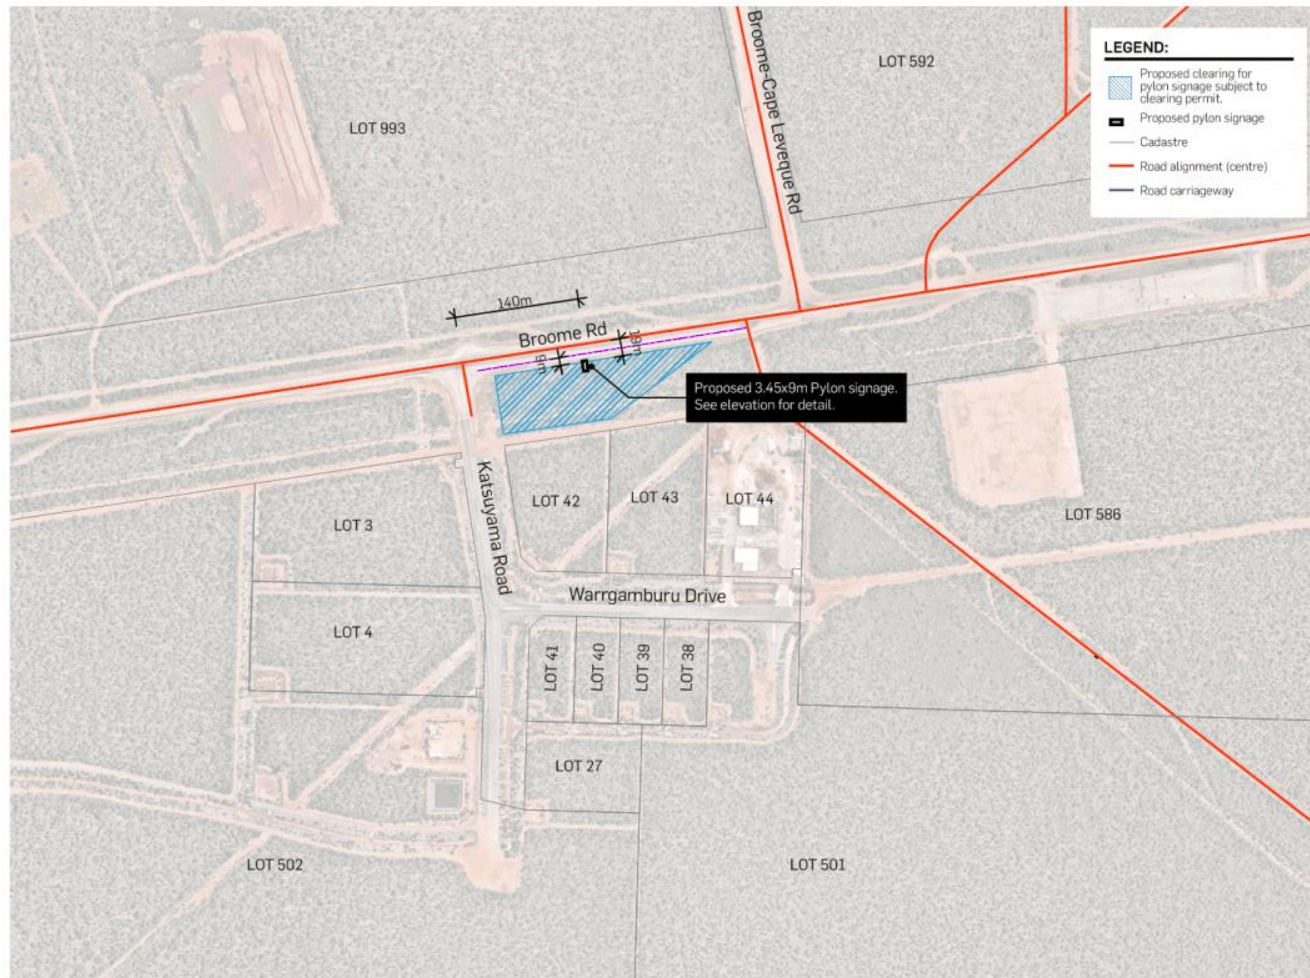 Broome-Cape Leveque Rd
LOT 592
LEGEND:
Proposed clearing for
pylon signage subject to
clearing permit.
Proposed pylon signage
Cadastre
Road alignment (centre)
Road carriageway
LOT 993
140m
Broome Rd
19m
9m
Proposed 3.45x9m Pylon signage.
See elevation for detail.
Katsuyama Road
LOT 42
LOT 43
LOT 44
LOT 3
LOT 586
Warrgamburu Drive
LOT 4
LOT 41
LOT 40
LOT 39
LOT 38
LOT 27
LOT 502
LOT 501